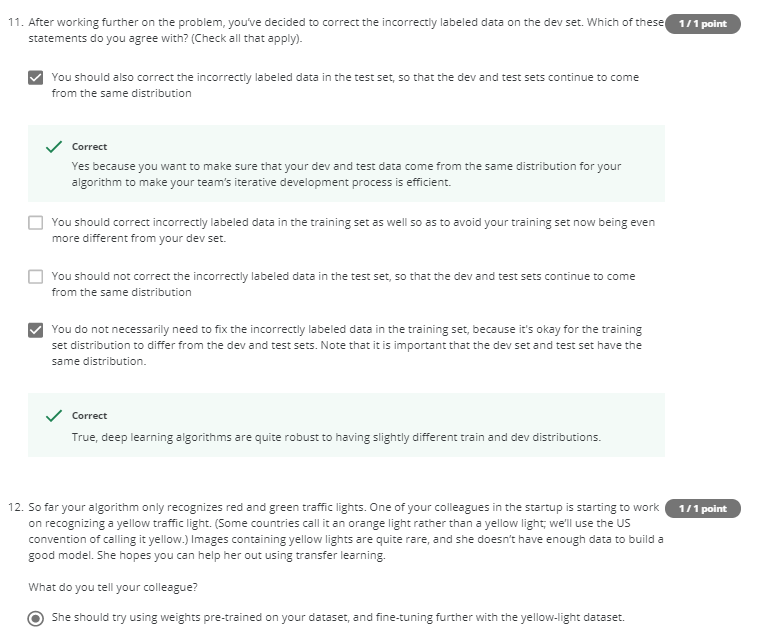 11. After working further on the problem, you've decided to correct the incorrectly labeled data on the dev set. Which of these
1 / 1 point
statements do you agree with? (Check all that apply).
You should also correct the incorrectly labeled data in the test set, so that the dev and test sets continue to come
from the same distribution
Correct
Yes because you want to make sure that your dev and test data come from the same distribution for your
algorithm to make your team's iterative development process is efficient.
You should correct incorrectly labeled data in the training set as well so as to avoid your training set now being even
more different from your dev set.
You should not correct the incorrectly labeled data in the test set, so that the dev and test sets continue to come
from the same distribution
You do not necessarily need to fix the incorrectly labeled data in the training set, because it's okay for the training
set distribution to differ from the dev and test sets. Note that it is important that the dev set and test set have the
same distribution.
Correct
True, deep learning algorithms are quite robust to having slightly different train and dev distributions.
12. So far your algorithm only recognizes red and green traffic lights. One of your colleagues in the startup is starting to work
1 / 1 point
on recognizing a yellow traffic light. (Some countries call it an orange light rather than a yellow light; we'll use the US
convention of calling it yellow.) Images containing yellow lights are quite rare, and she doesn't have enough data to build a
good model. She hopes you can help her out using transfer learning.
What do you tell your colleague?
She should try using weights pre-trained on your dataset, and fine-tuning further with the yellow-light dataset.